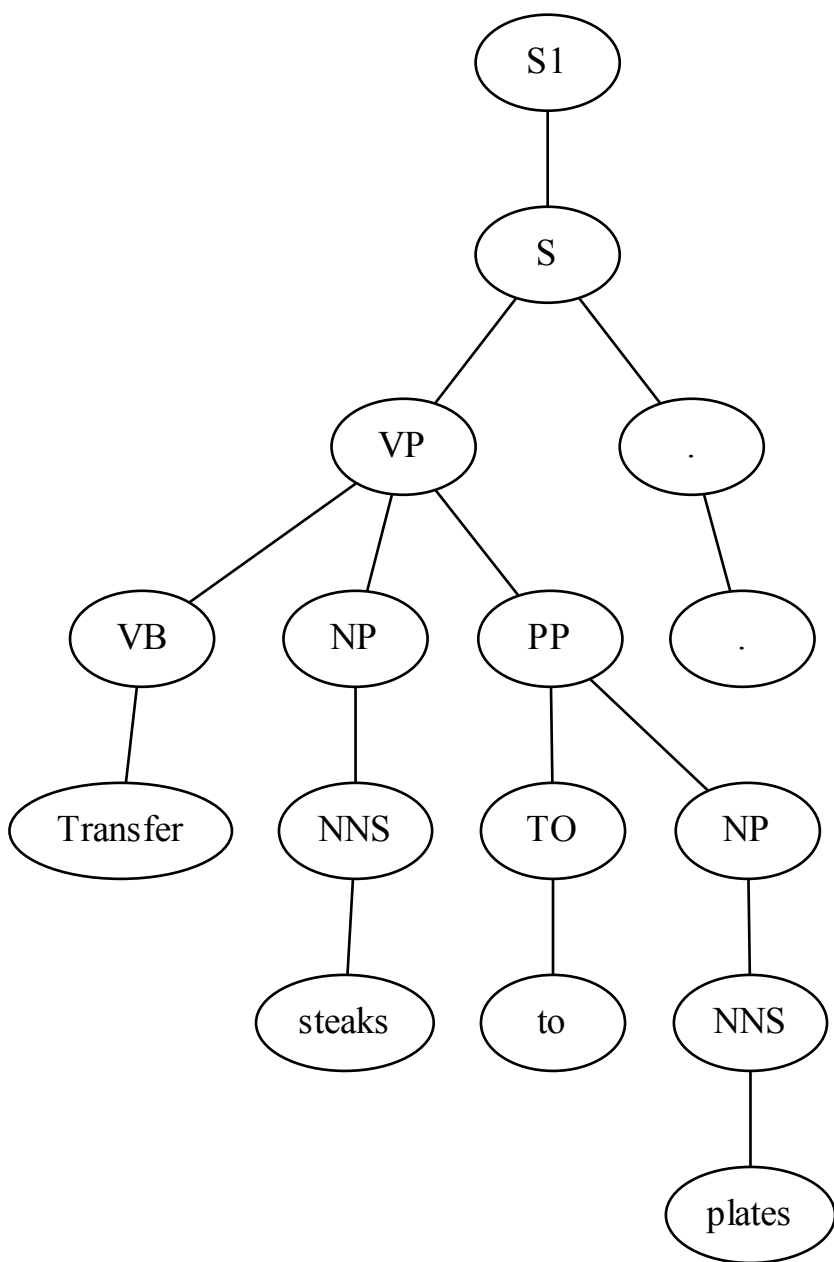 S1
S
VP .
VB NP PP .
Transfer NNS TO NP
steaks to NNS
plates